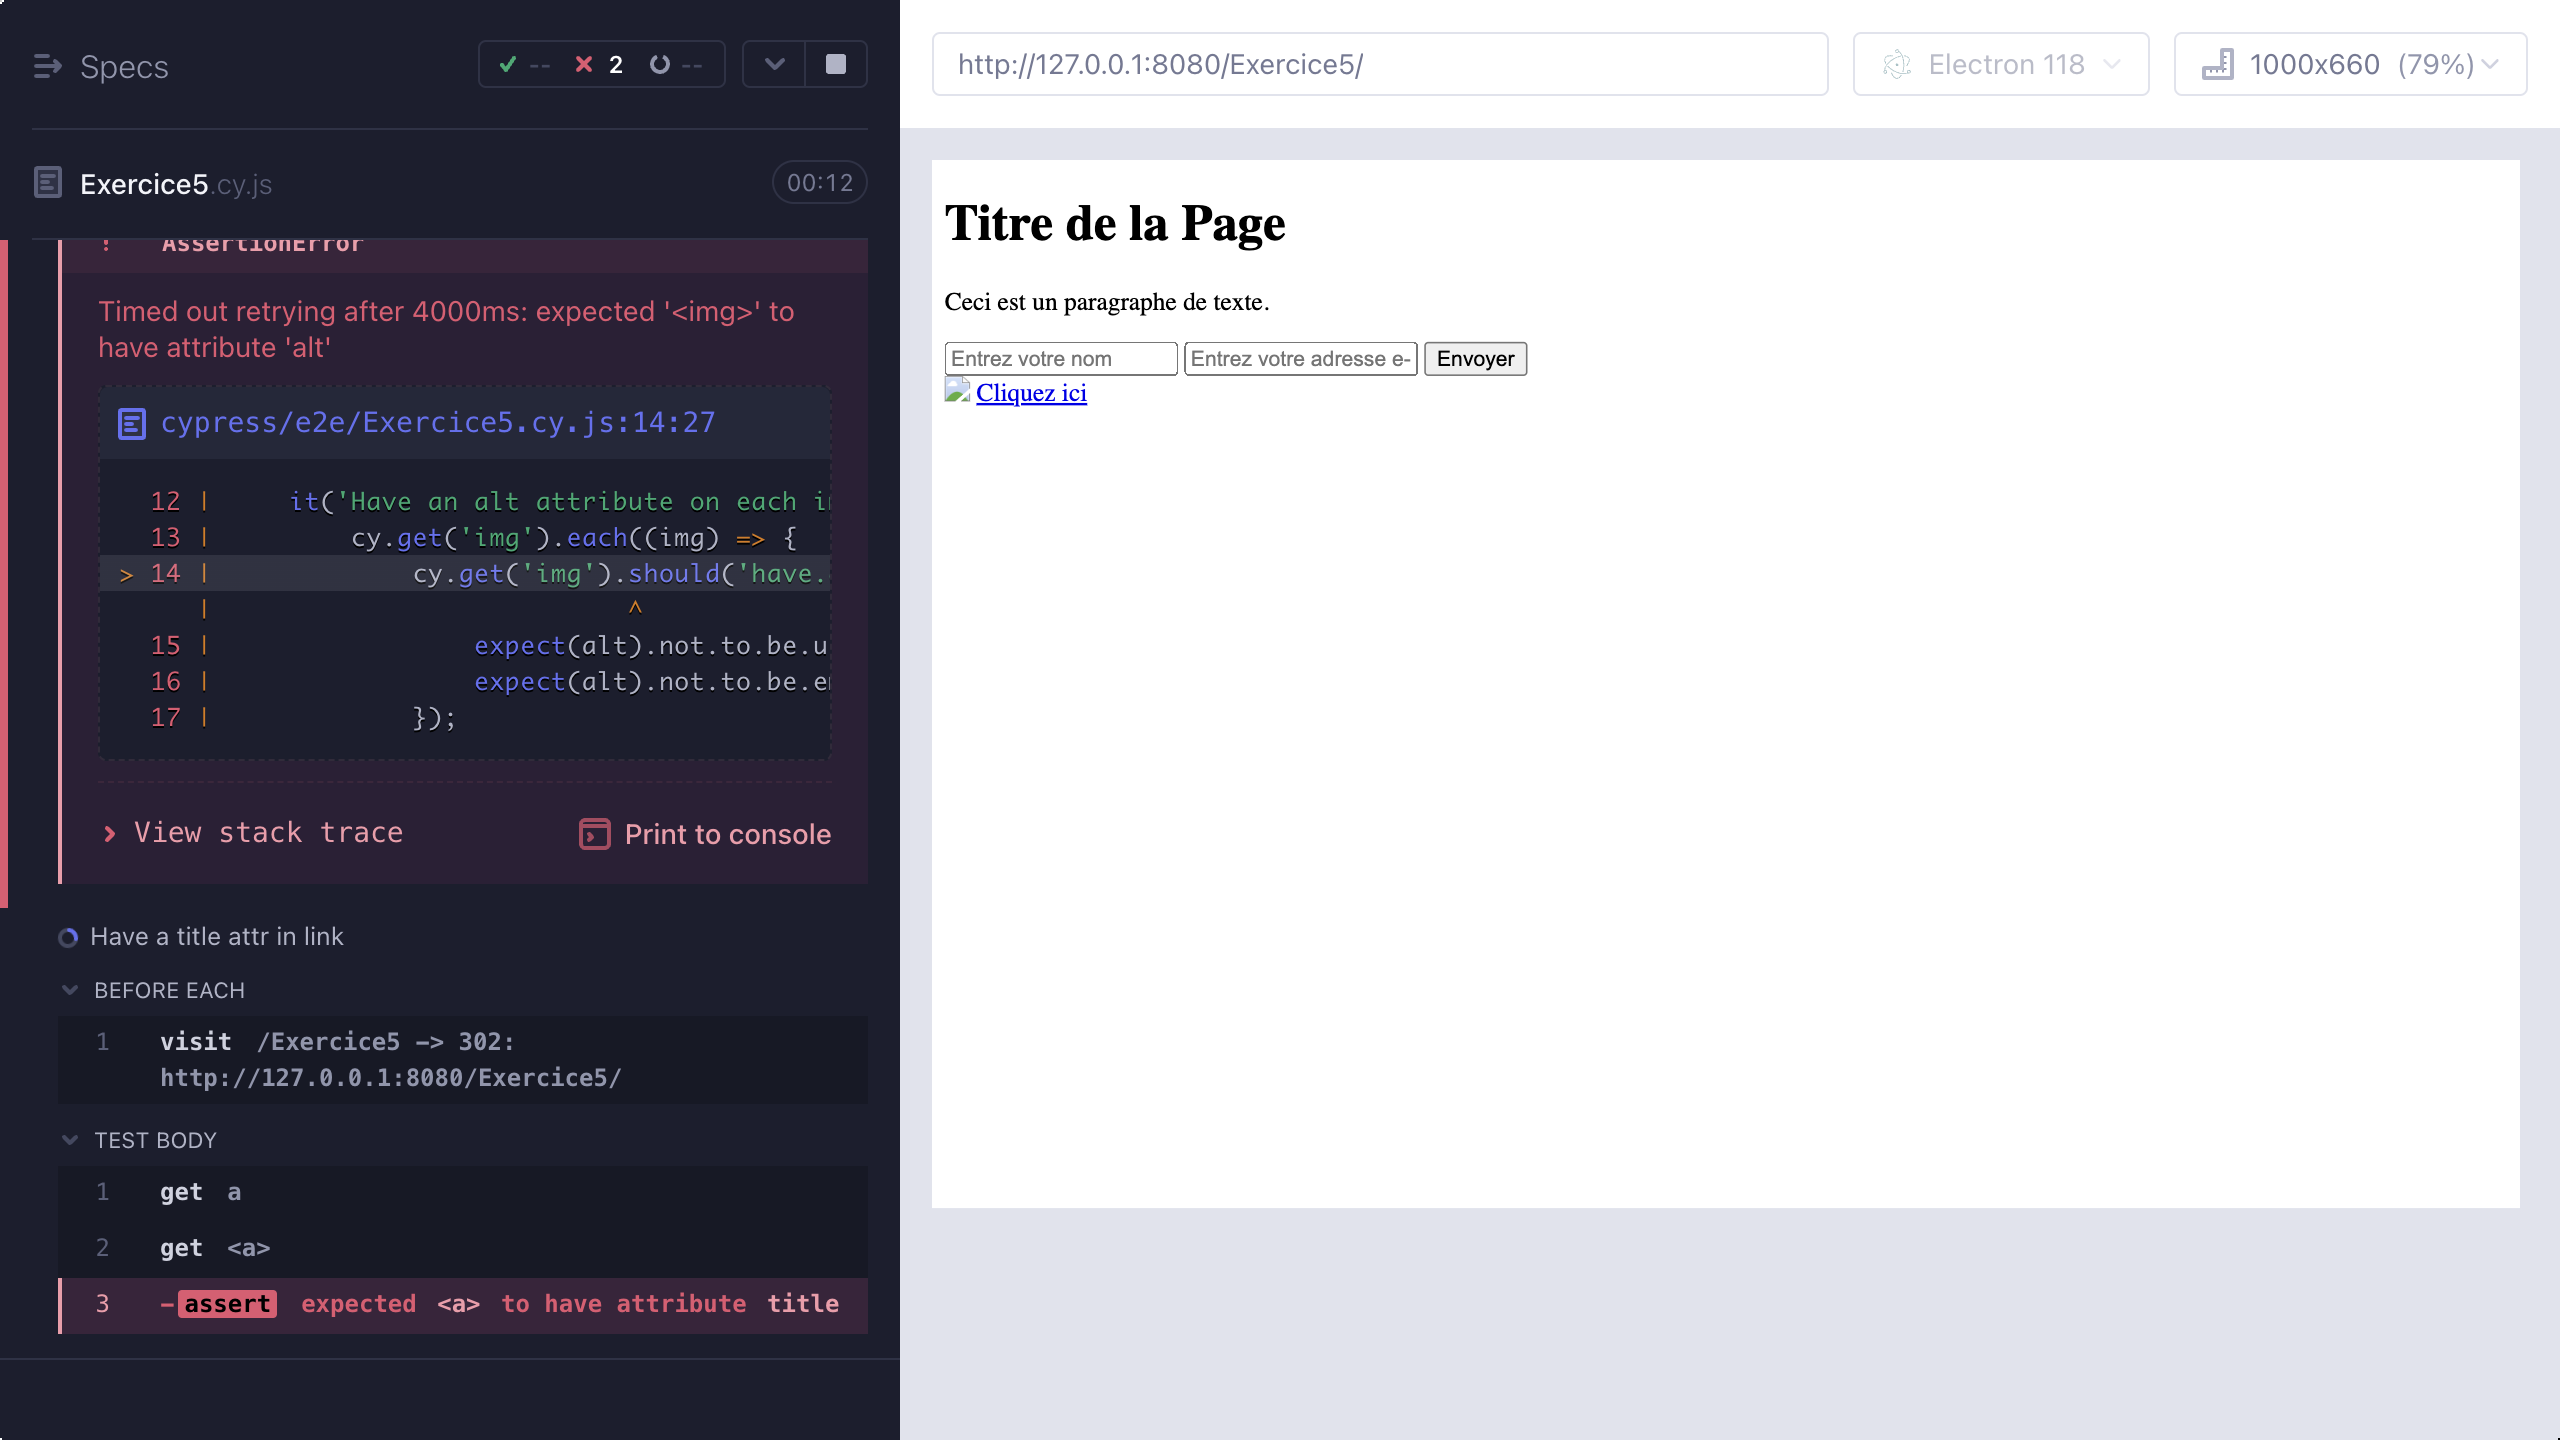 Specs
-- 2 --
Exercice5.cy.js
00:12
! AssertionError
Timed out retrying after 4000ms: expected '<img>' to
have attribute 'alt'
cypress/e2e/Exercice5.cy.js:14:27
12 | it('Have an alt attribute on each i
13 | cy.get('img').each((img) => {
> 14 | cy.get('img').should('have.
| ^
15 | expect(alt).not.to.be.u
16 | expect(alt).not.to.be.e
17 | });
View stack trace
Print to console
Have a title attr in link
BEFORE EACH
1 visit /Exercice5 -> 302:
http://127.0.0.1:8080/Exercice5/
TEST BODY
1 get a
2 get <a>
3 -assert expected <a> to have attribute title
http://127.0.0.1:8080/Exercice5/
Electron 118
1000x660 (79%)
Titre de la Page
Ceci est un paragraphe de texte.
Entrez votre nom
Entrez votre adresse e-
Envoyer
Cliquez ici